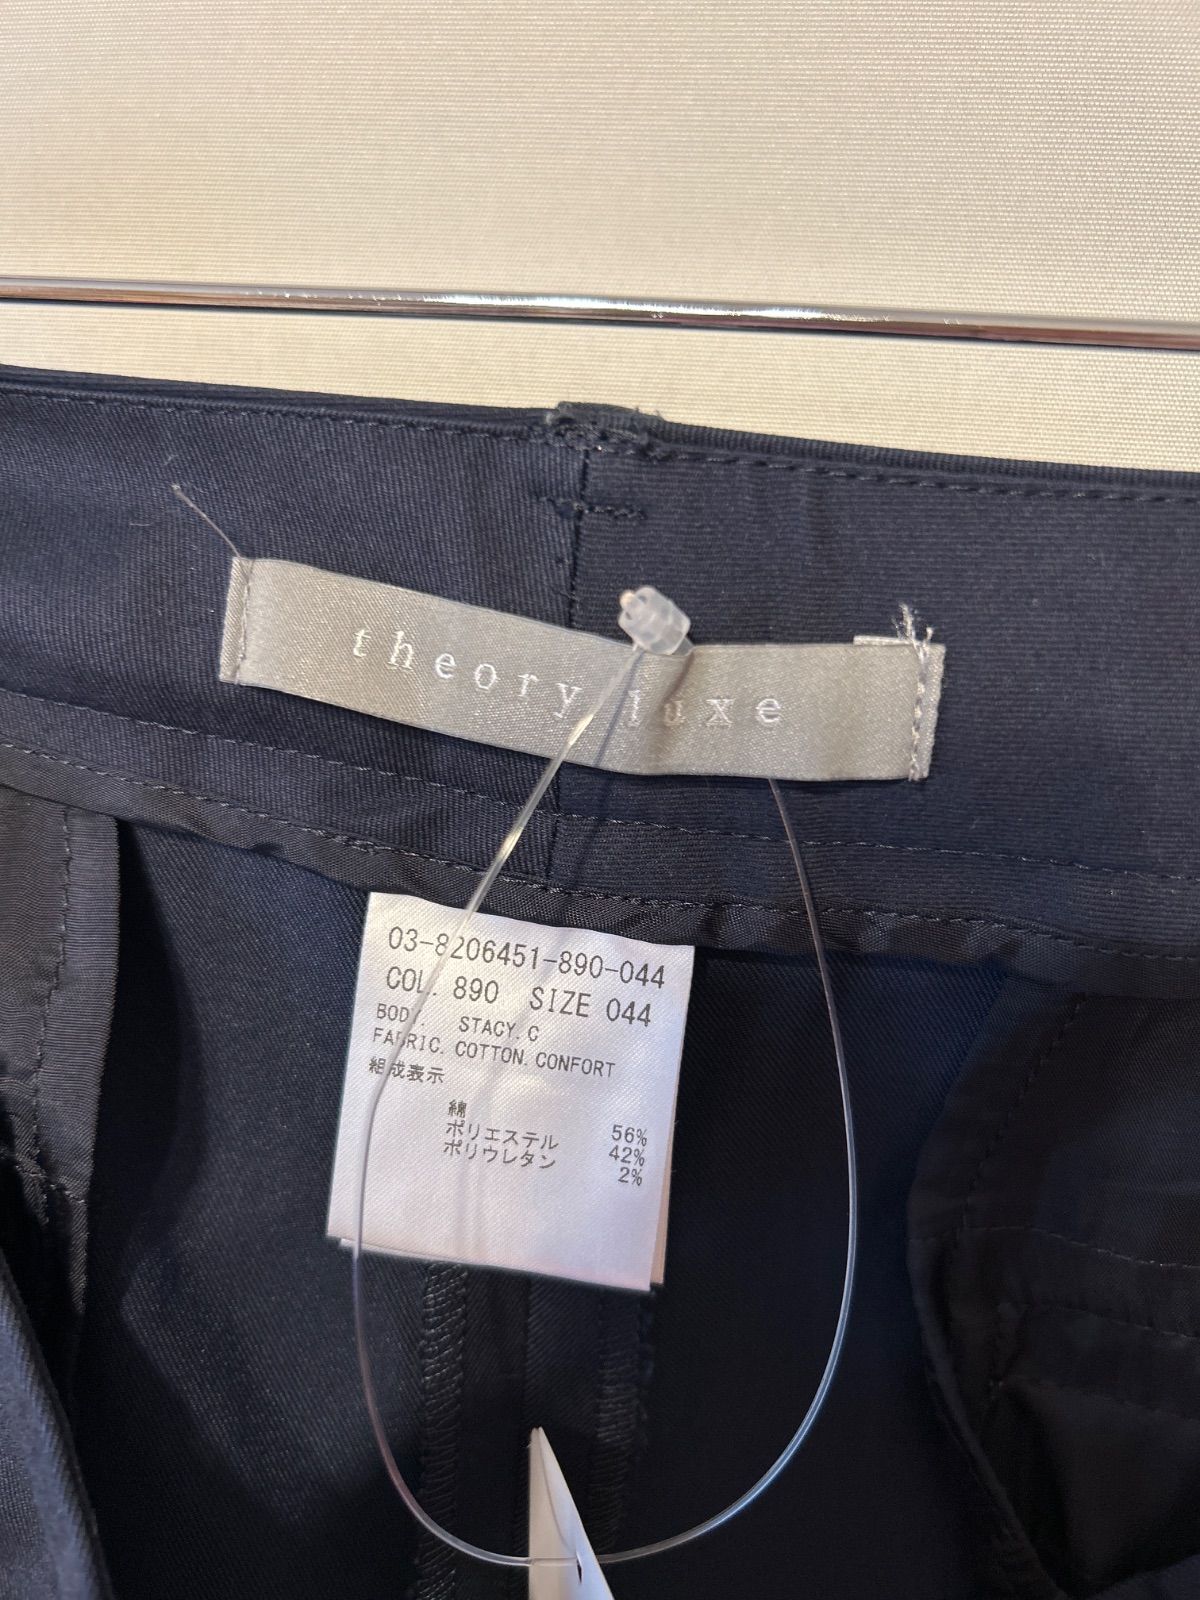 theory luxe
03-8206451-890-044
COL. 890 SIZE 044
BODY. STACY.C
FABRIC. COTTON.CONFORT
組成表示
綿 56%
ポリエステル 42%
ポリウレタン 2%